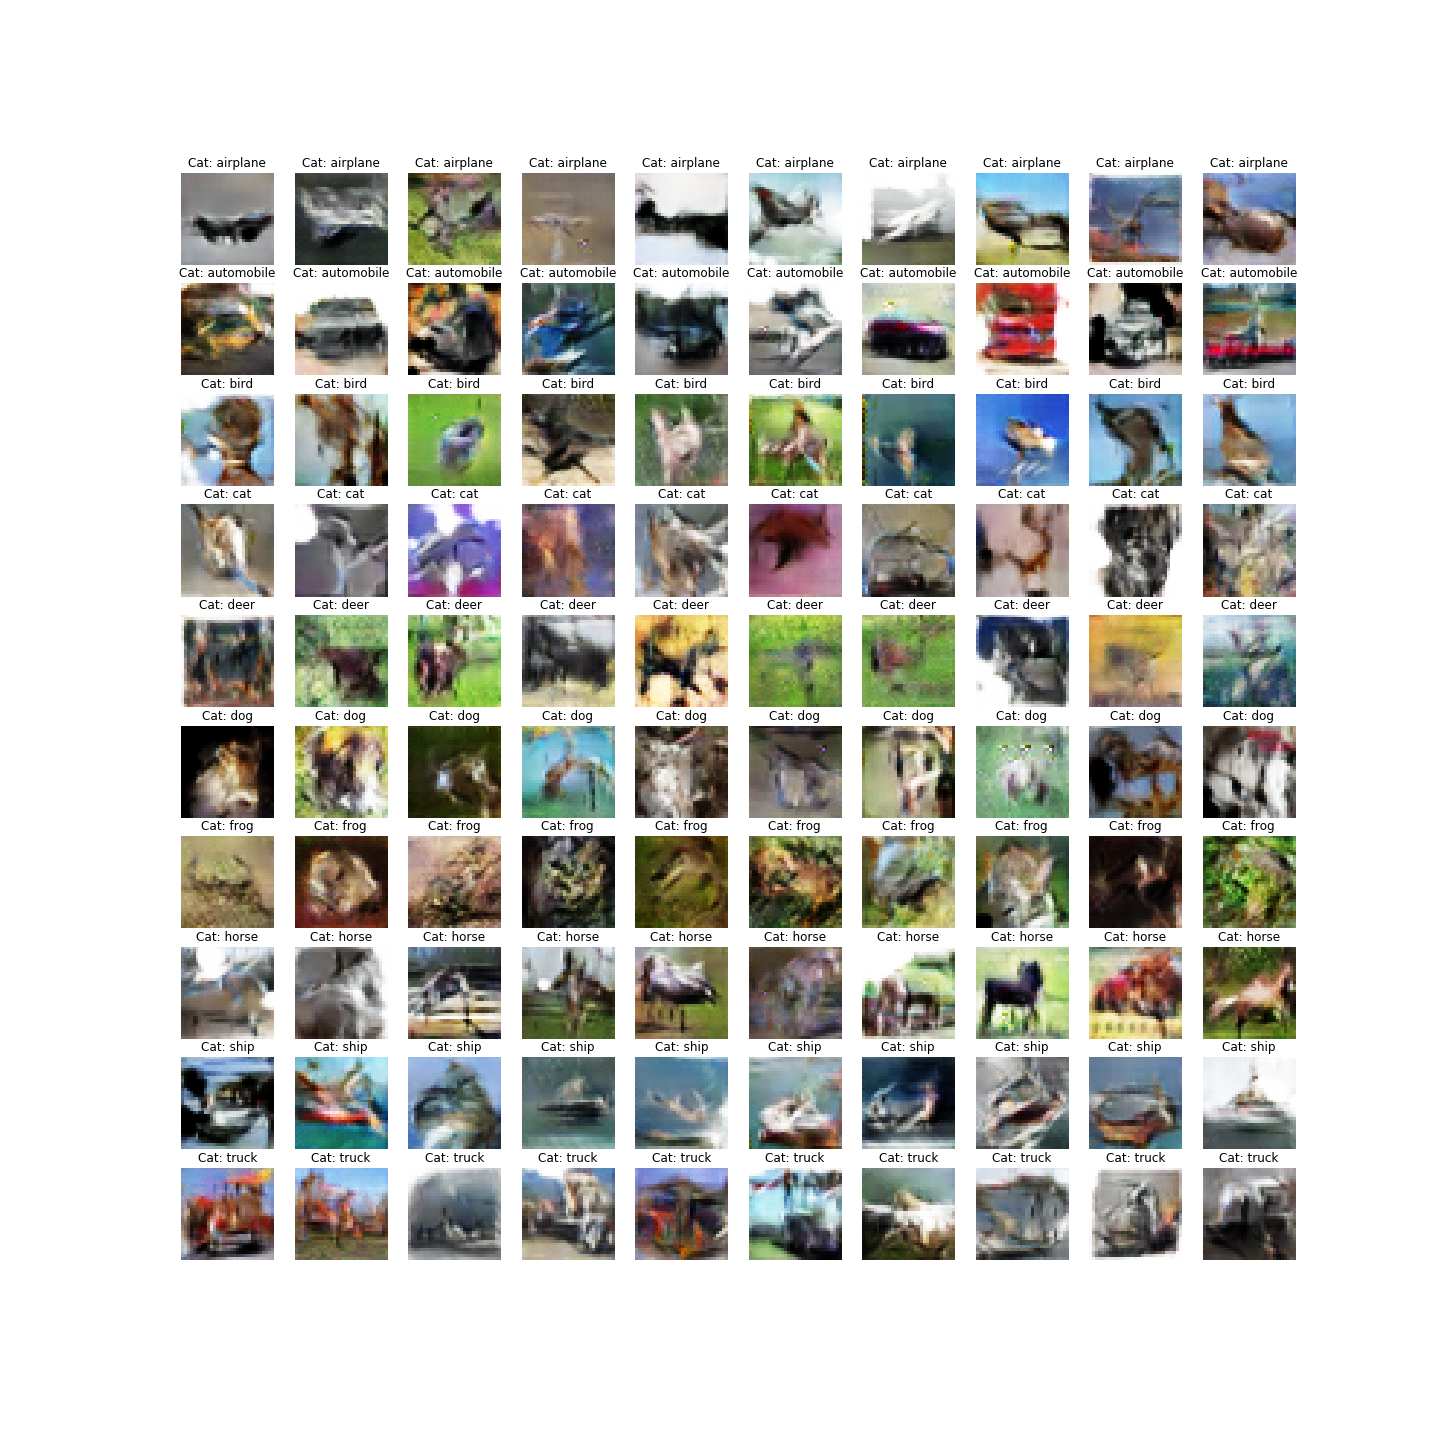 Cat: airplane Cat: airplane Cat: airplane Cat: airplane Cat: airplane Cat: airplane Cat: airplane Cat: airplane Cat: airplane Cat: airplane
Cat: automobile Cat: automobile Cat: automobile Cat: automobile Cat: automobile Cat: automobile Cat: automobile Cat: automobile Cat: automobile Cat: automobile
Cat: bird Cat: bird Cat: bird Cat: bird Cat: bird Cat: bird Cat: bird Cat: bird Cat: bird Cat: bird
Cat: cat Cat: cat Cat: cat Cat: cat Cat: cat Cat: cat Cat: cat Cat: cat Cat: cat Cat: cat
Cat: deer Cat: deer Cat: deer Cat: deer Cat: deer Cat: deer Cat: deer Cat: deer Cat: deer Cat: deer
Cat: dog Cat: dog Cat: dog Cat: dog Cat: dog Cat: dog Cat: dog Cat: dog Cat: dog Cat: dog
Cat: frog Cat: frog Cat: frog Cat: frog Cat: frog Cat: frog Cat: frog Cat: frog Cat: frog Cat: frog
Cat: horse Cat: horse Cat: horse Cat: horse Cat: horse Cat: horse Cat: horse Cat: horse Cat: horse Cat: horse
Cat: ship Cat: ship Cat: ship Cat: ship Cat: ship Cat: ship Cat: ship Cat: ship Cat: ship Cat: ship
Cat: truck Cat: truck Cat: truck Cat: truck Cat: truck Cat: truck Cat: truck Cat: truck Cat: truck Cat: truck